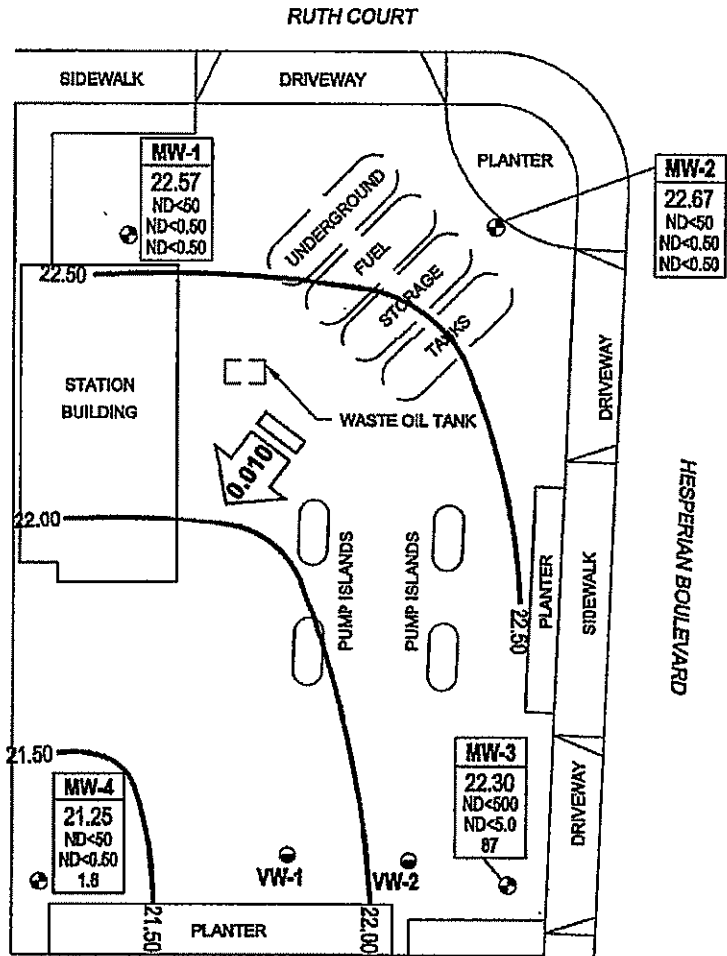 RUTH COURT
SIDEWALK
DRIVEWAY
PLANTER
MW-1
22.57
ND<50
ND<0.50
ND<0.50
MW-2
22.67
ND<50
ND<0.50
ND<0.50
UNDERGROUND
FUEL
STORAGE
TANKS
22.50
STATION
BUILDING
WASTE OIL TANK
0.010
DRIVEWAY
HESPERIAN BOULEVARD
22.00
PUMP ISLANDS
PUMP ISLANDS
22.50
PLANTER
SIDEWALK
21.50
MW-4
21.25
ND<50
ND<0.50
1.6
MW-3
22.30
ND<500
ND<5.0
87
DRIVEWAY
VW-1
VW-2
21.50
PLANTER
22.00